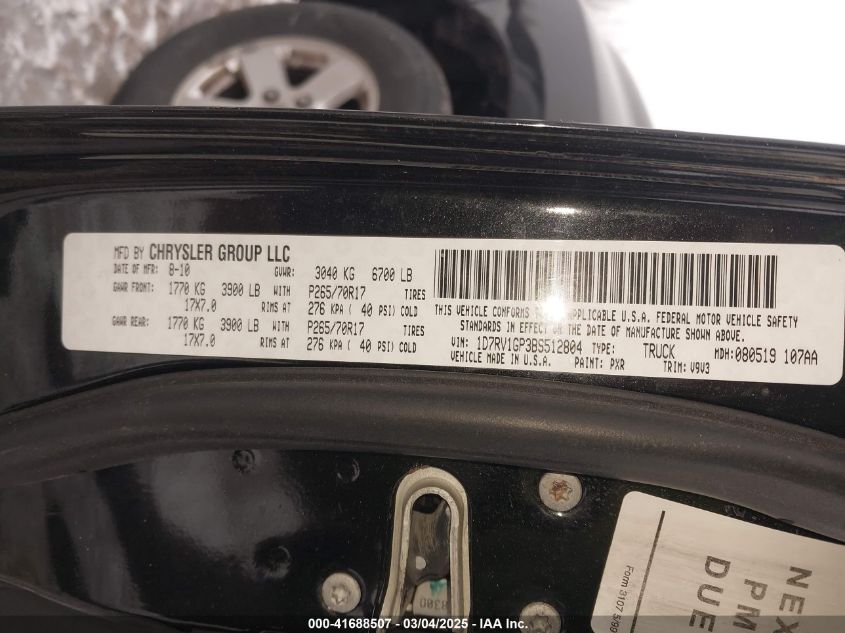 MFD BY CHRYSLER GROUP LLC
DATE OF MFR: 8-10 GVWR: 3040 KG 6700 LB
GAWR FRONT: 1770 KG 3900 LB WITH P265/70R17 TIRES
17X7.0 RIMS AT 276 KPA ( 40 PSI) COLD
GAWR REAR: 1770 KG 3900 LB WITH P265/70R17 TIRES
17X7.0 RIMS AT 276 KPA ( 40 PSI) COLD
THIS VEHICLE CONFORMS TO ALL APPLICABLE U.S.A. FEDERAL MOTOR VEHICLE SAFETY
STANDARDS IN EFFECT ON THE DATE OF MANUFACTURE SHOWN ABOVE.
VIN: 1D7RV1GP3BS512804 TYPE: TRUCK MDH: 080519 107AA
VEHICLE MADE IN U.S.A. PAINT: PXR TRIM: V9V3
8300
Form 3107
NEX
PM
DUE
000-41688507 - 03/04/2025 - IAA Inc.